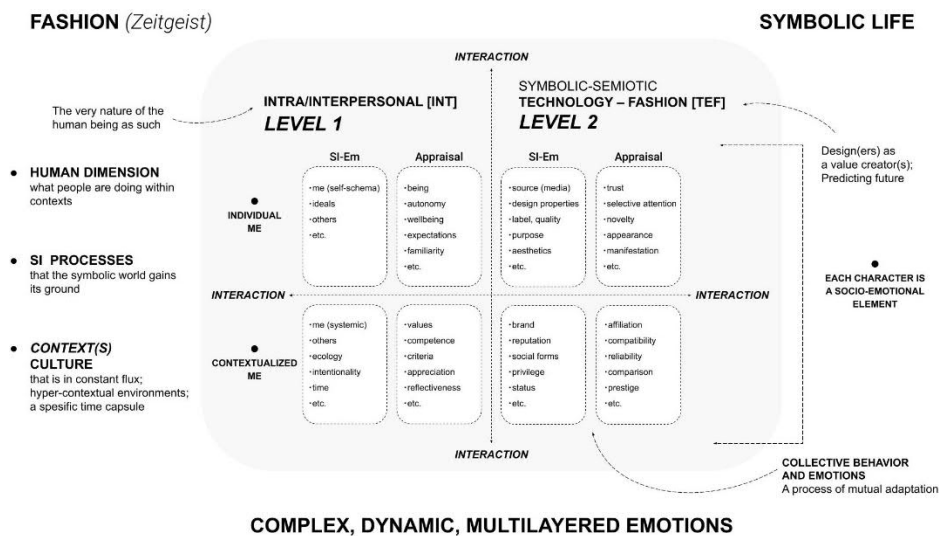 FASHION (Zeitgeist)
SYMBOLIC LIFE
INTERACTION
The very nature of the
human being as such
INTRA/INTERPERSONAL [INT]
LEVEL 1
SYMBOLIC-SEMIOTIC
TECHNOLOGY – FASHION [TEF]
LEVEL 2
Design(ers) as
a value creator(s);
Predicting future
● HUMAN DIMENSION
what people are doing within
contexts
● SI PROCESSES
that the symbolic world gains
its ground
● CONTEXT(S)
CULTURE
that is in constant flux;
hyper-contextual environments;
a spesific time capsule
●
INDIVIDUAL
ME
SI-Em
·me (self-schema)
·ideals
·others
·etc.
Appraisal
·being
·autonomy
·wellbeing
·expectations
·familiarity
·etc.
SI-Em
·source (media)
·design properties
·label, quality
·purpose
·aesthetics
·etc.
Appraisal
·trust
·selective attention
·novelty
·appearance
·manifestation
·etc.
INTERACTION
INTERACTION
●
EACH CHARACTER IS
A SOCIO-EMOTIONAL
ELEMENT
●
CONTEXTUALIZED
ME
·me (systemic)
·others
·ecology
·intentionality
·time
·etc.
·values
·competence
·criteria
·appreciation
·reflectiveness
·etc.
·brand
·reputation
·social forms
·privilege
·status
·etc.
·affiliation
·compatibility
·reliability
·comparison
·prestige
·etc.
INTERACTION
COLLECTIVE BEHAVIOR
AND EMOTIONS
A process of mutual adaptation
COMPLEX, DYNAMIC, MULTILAYERED EMOTIONS